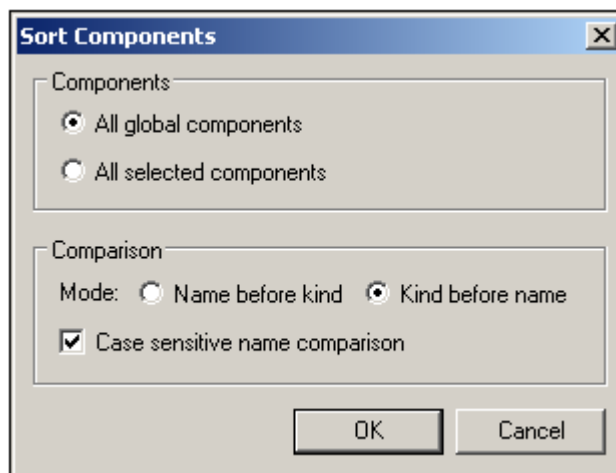 Sort Components
Components
All global components
All selected components
Comparison
Mode: Name before kind Kind before name
Case sensitive name comparison
OK Cancel